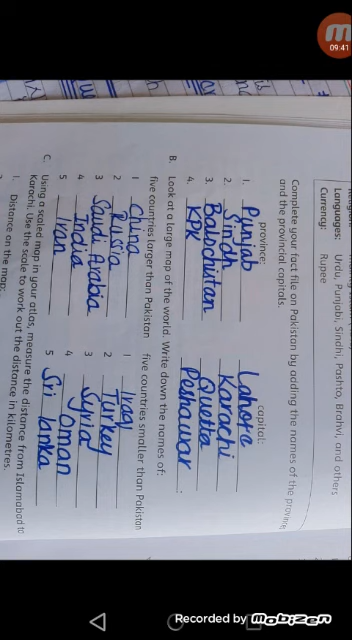 09:41
Languages: Urdu, Punjabi, Sindhi, Pashto, Brahvi, and others
Currency: Rupee
Complete your fact file on Pakistan by adding the names of the province
and the provincial capitals.
province: capital:
1. Punjab Lahore
2. Sindh Karachi
3. Balochistan Quetta
4. KPK Peshawar.
B. Look at a large map of the world. Write down the names of:
five countries larger than Pakistan five countries smaller than Pakistan
1 China 1 Iraq
2 Russia 2 Turkey
3 Saudi Arabia 3 Syria
4 India 4 Oman
5 Iran 5 Sri lanka
C. Using a scaled map in your atlas, measure the distance from Islamabad to
Karachi. Use the scale to work out the distance in kilometres.
1. Distance on the map:
Recorded by mobizen